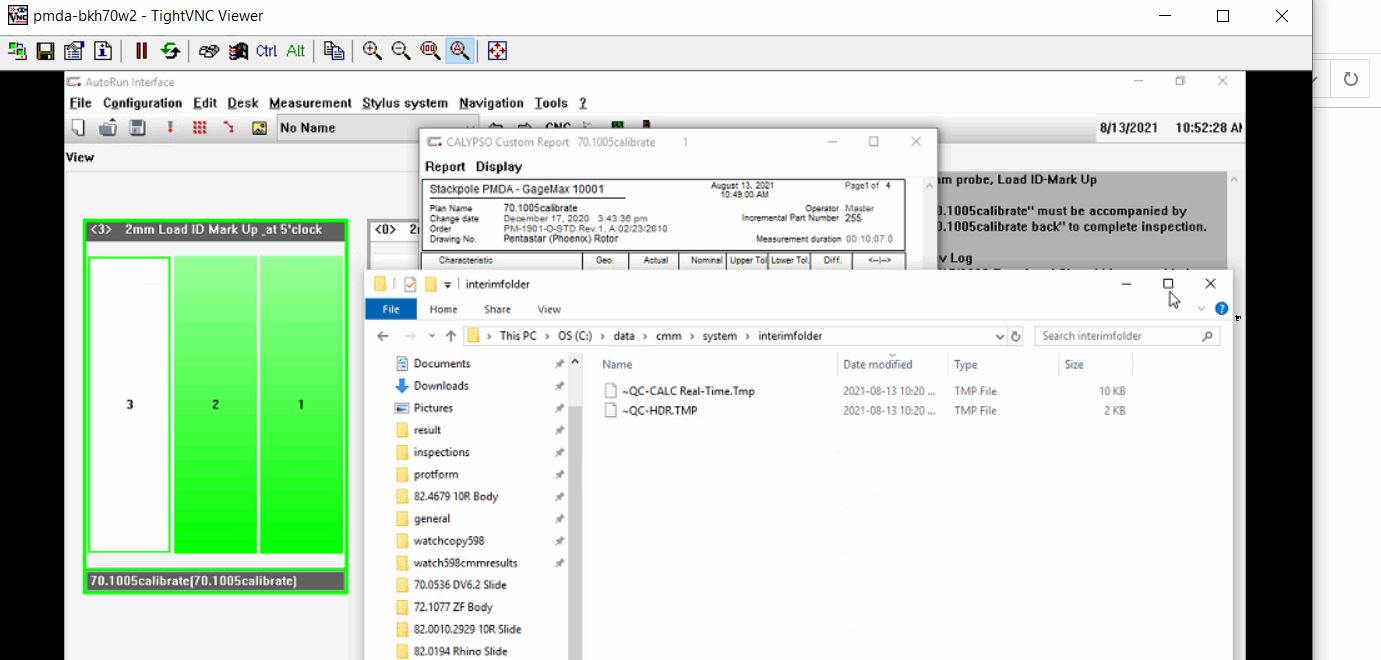 pmda-bkh70w2 - TightVNC Viewer
Ctrl Alt
AutoRun Interface
File Configuration Edit Desk Measurement Stylus system Navigation Tools ?
No Name
CNC
8/13/2021 10:52:28 AM
View
CALYPSO Custom Report 70.1005calibrate 1
Report Display
Stackpole PMDA - GageMax 10001
August 13, 2021
10:49:00 AM
Page1 of 4
Plan Name 70.1005calibrate
Operator Master
Change date December 17, 2020 3:43:36 pm
Incremental Part Number 255
Order PM-1901-O-STD Rev.1, A.02/23/2010
Drawing No. Pentastar (Phoenix) Rotor
Measurement duration 00:10:07.0
Characteristic Geo. Actual Nominal Upper Tol Lower Tol. Diff. <--|-->
m probe, Load ID-Mark Up
0.1005calibrate" must be accompanied by
0.1005calibrate back" to complete inspection.
v Log
<3> 2mm Load ID Mark Up _at 5'clock
<0>
3
2
1
70.1005calibrate(70.1005calibrate)
interimfolder
File Home Share View
This PC > OS (C:) > data > cmm > system > interimfolder
Search interimfolder
Documents
Downloads
Pictures
result
inspections
protform
82.4679 10R Body
general
watchcopy598
watch598cmmresults
70.0536 DV6.2 Slide
72.1077 ZF Body
82.0010.2929 10R Slide
82.0194 Rhino Slide
Name Date modified Type Size
~QC-CALC Real-Time.Tmp 2021-08-13 10:20 ... TMP File 10 KB
~QC-HDR.TMP 2021-08-13 10:20 ... TMP File 2 KB